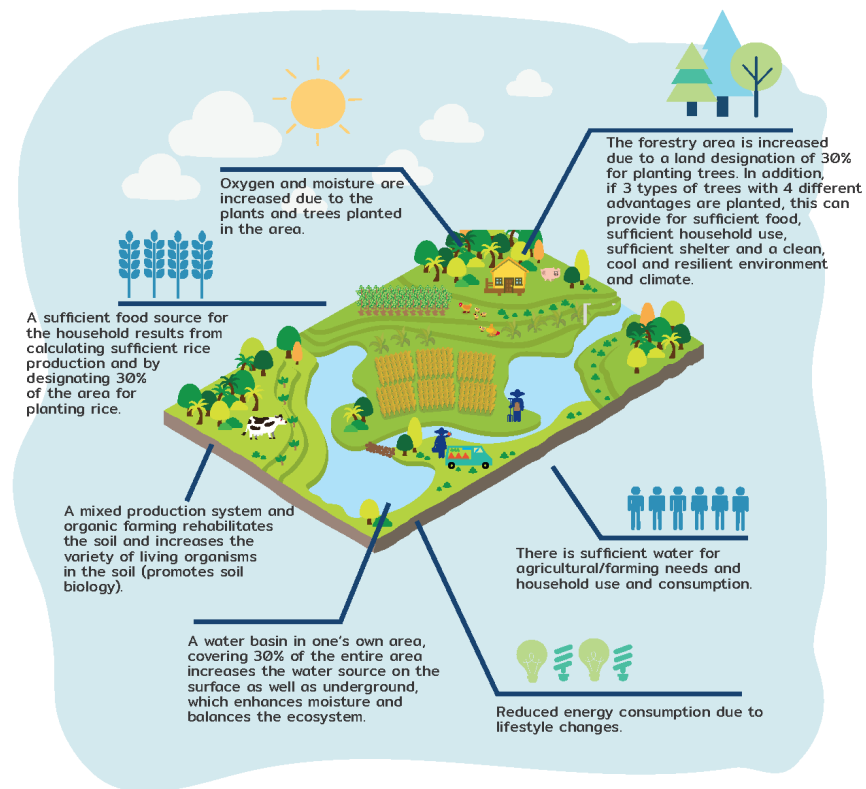 The forestry area is increased
due to a land designation of 30%
for planting trees. In addition,
if 3 types of trees with 4 different
advantages are planted, this can
provide for sufficient food,
sufficient household use,
sufficient shelter and a clean,
cool and resilient environment
and climate.
Oxygen and moisture are
increased due to the
plants and trees planted
in the area.
A sufficient food source for
the household results from
calculating sufficient rice
production and by
designating 30%
of the area for
planting rice.
A mixed production system and
organic farming rehabilitates
the soil and increases the
variety of living organisms
in the soil (promotes soil
biology).
There is sufficient water for
agricultural/farming needs and
household use and consumption.
A water basin in one's own area,
covering 30% of the entire area
increases the water source on the
surface as well as underground,
which enhances moisture and
balances the ecosystem.
Reduced energy consumption due to
lifestyle changes.